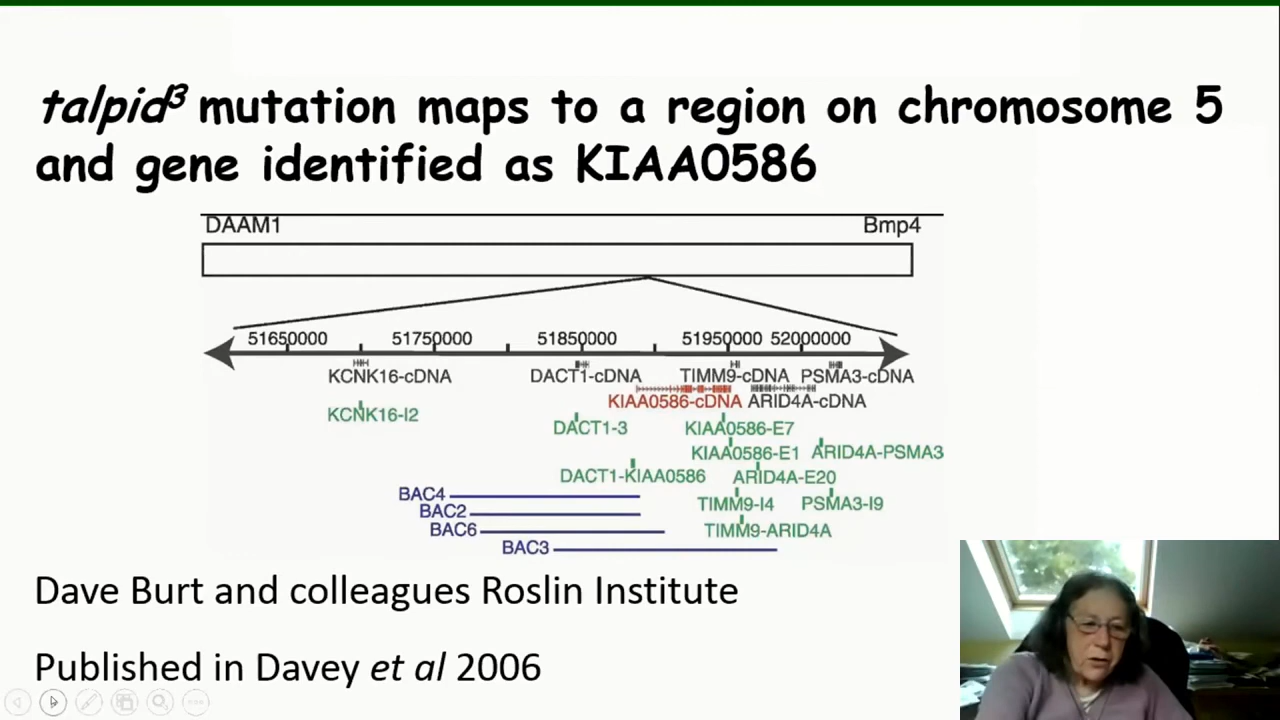 talpid3 mutation maps to a region on chromosome 5
and gene identified as KIAA0586
DAAM1 Bmp4
51650000 51750000 51850000 51950000 52000000
KCNK16-cDNA DACT1-cDNA TIMM9-cDNA PSMA3-cDNA
KIAA0586-cDNA ARID4A-cDNA
KCNK16-I2 DACT1-3 KIAA0586-E7
KIAA0586-E1 ARID4A-PSMA3
DACT1-KIAA0586 ARID4A-E20
BAC4 TIMM9-I4 PSMA3-I9
BAC2
BAC6 TIMM9-ARID4A
BAC3
Dave Burt and colleagues Roslin Institute
Published in Davey et al 2006